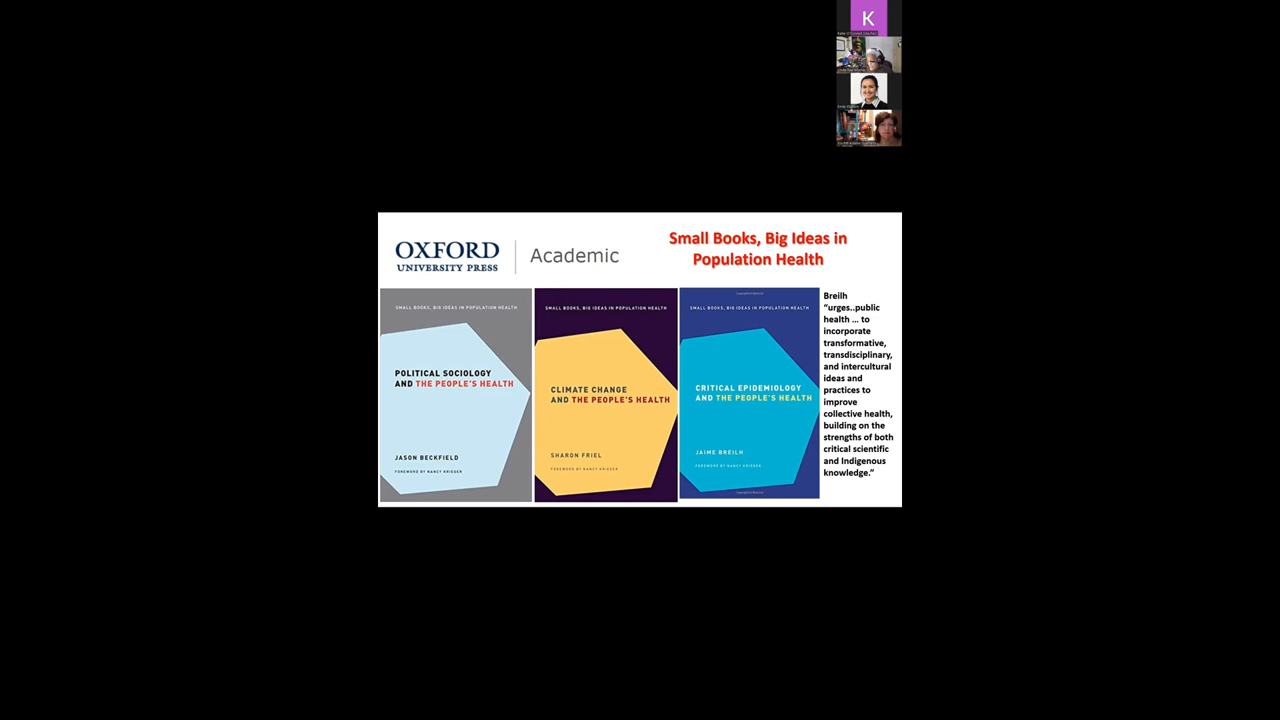 K
OXFORD
UNIVERSITY PRESS
Academic
Small Books, Big Ideas in
Population Health
SMALL BOOKS, BIG IDEAS IN POPULATION HEALTH
POLITICAL SOCIOLOGY
AND THE PEOPLE'S HEALTH
JASON BECKFIELD
FOREWORD BY NANCY KRIEGER
SMALL BOOKS, BIG IDEAS IN POPULATION HEALTH
CLIMATE CHANGE
AND THE PEOPLE'S HEALTH
SHARON FRIEL
FOREWORD BY NANCY KRIEGER
SMALL BOOKS, BIG IDEAS IN POPULATION HEALTH
CRITICAL EPIDEMIOLOGY
AND THE PEOPLE'S HEALTH
JAIME BREILH
FOREWORD BY NANCY KRIEGER
Breilh
“urges..public
health ... to
incorporate
transformative,
transdisciplinary,
and intercultural
ideas and
practices to
improve
collective health,
building on the
strengths of both
critical scientific
and Indigenous
knowledge.”